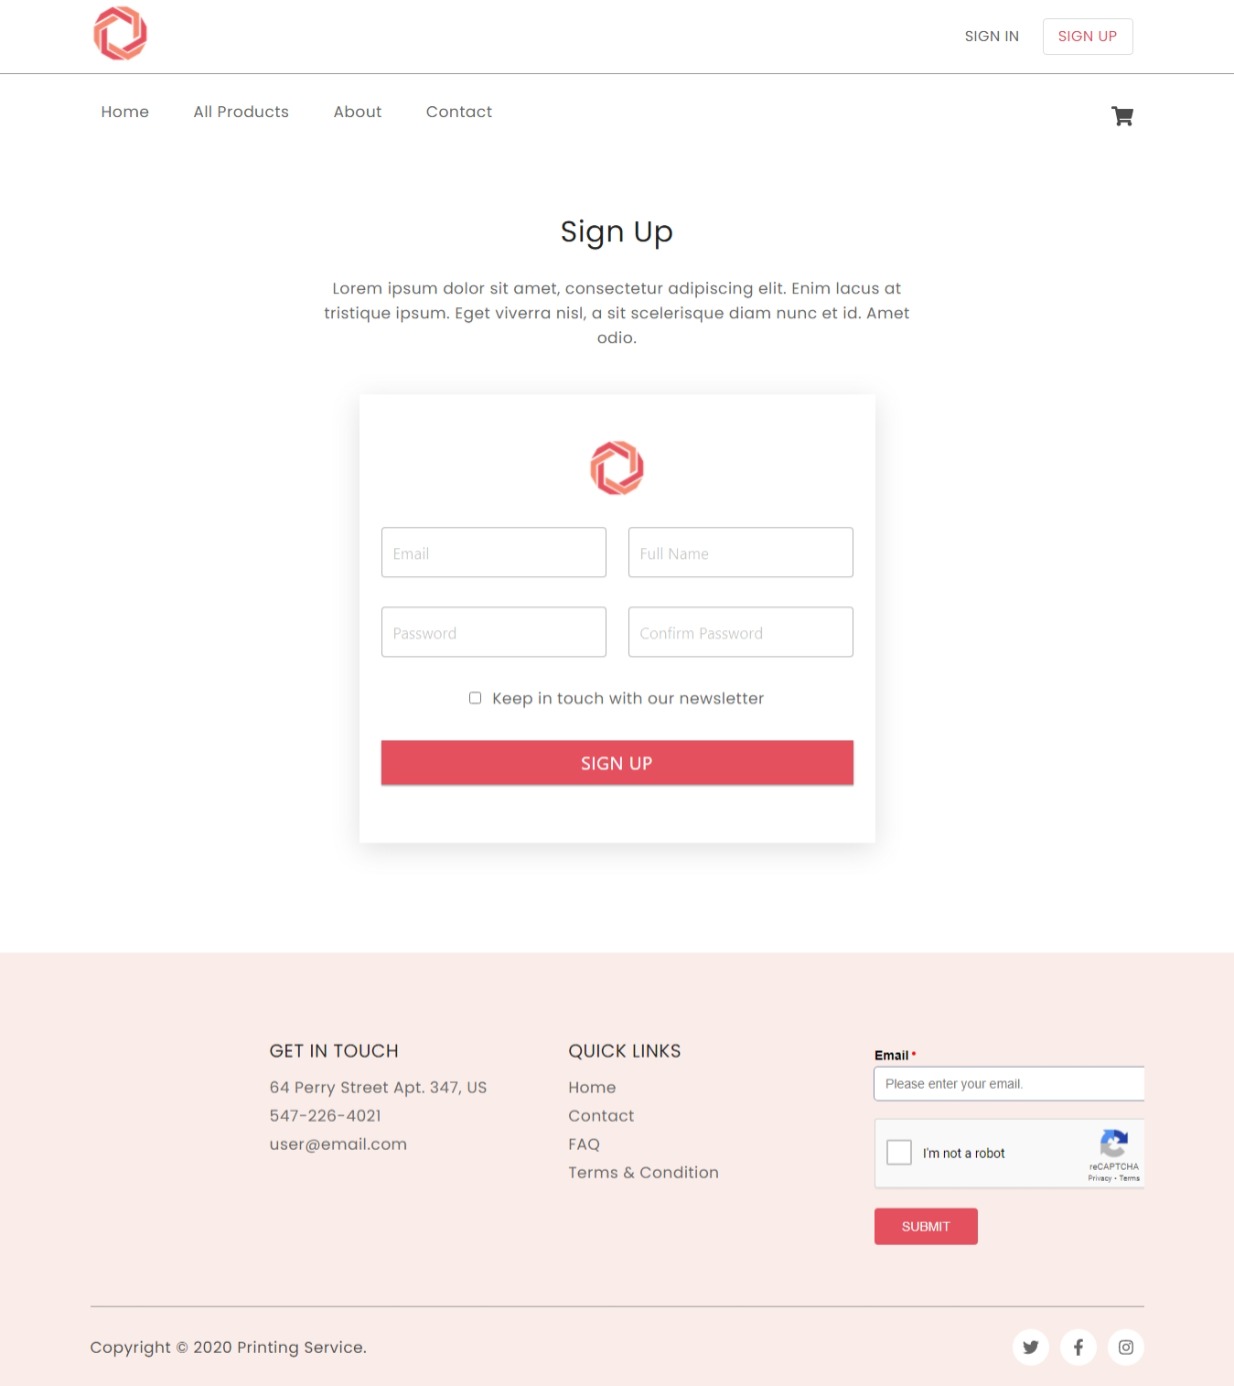 SIGN IN
SIGN UP
Home
All Products
About
Contact
Sign Up
Lorem ipsum dolor sit amet, consectetur adipiscing elit. Enim lacus at
tristique ipsum. Eget viverra nisl, a sit scelerisque diam nunc et id. Amet
odio.
Email
Full Name
Password
Confirm Password
Keep in touch with our newsletter
SIGN UP
GET IN TOUCH
64 Perry Street Apt. 347, US
547-226-4021
user@email.com
QUICK LINKS
Home
Contact
FAQ
Terms & Condition
Email •
Please enter your email.
I'm not a robot
reCAPTCHA
Privacy • Terms
SUBMIT
Copyright © 2020 Printing Service.